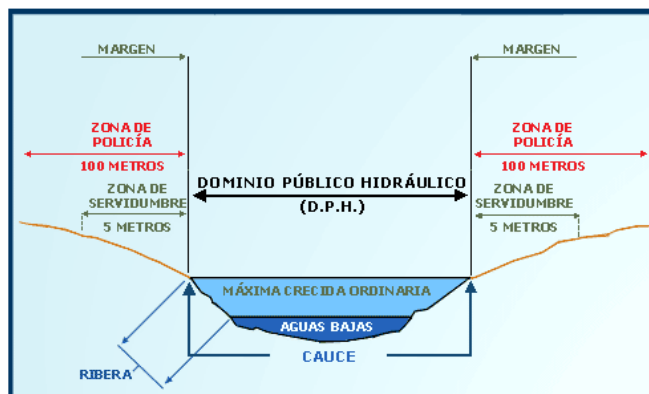 MARGEN
MARGEN
ZONA DE
POLICÍA
100 METROS
ZONA DE
POLICÍA
100 METROS
DOMINIO PÚBLICO HIDRÁULICO
(D.P.H.)
ZONA DE
SERVIDUMBRE
5 METROS
ZONA DE
SERVIDUMBRE
5 METROS
MÁXIMA CRECIDA ORDINARIA
AGUAS BAJAS
CAUCE
RIBERA